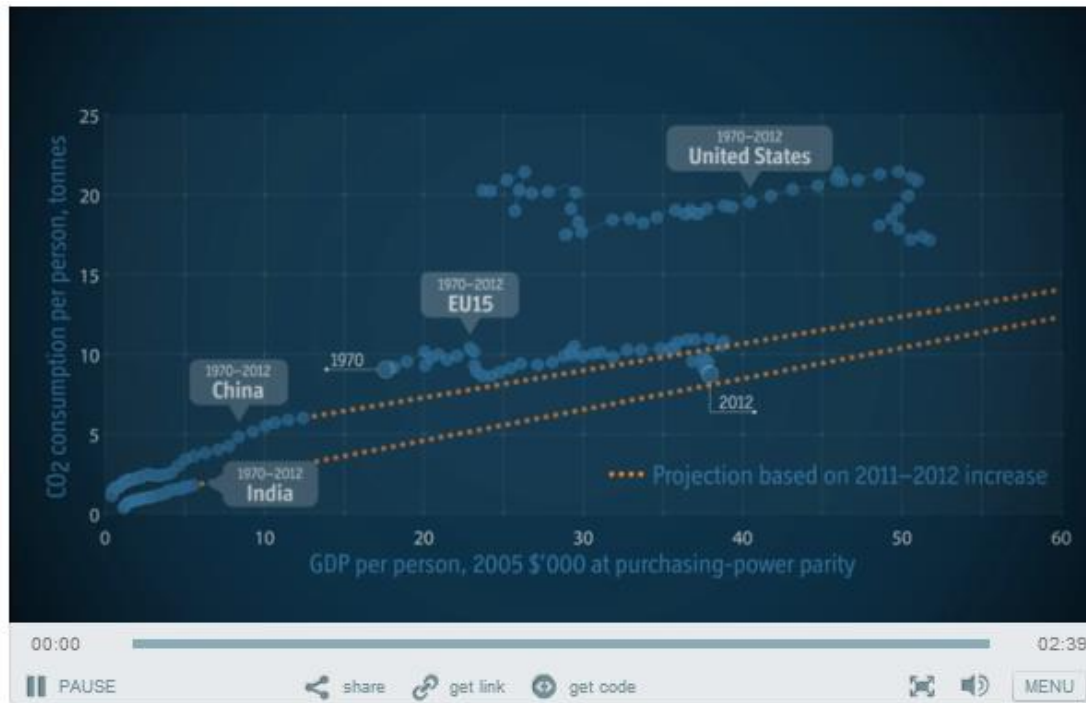 CO2 consumption per person, tonnes
25
20
15
10
5
0
1970–2012
United States
1970–2012
EU15
1970
1970–2012
China
2012
1970–2012
India
Projection based on 2011–2012 increase
0 10 20 30 40 50 60
GDP per person, 2005 $'000 at purchasing-power parity
00:00 02:39
PAUSE share get link get code MENU